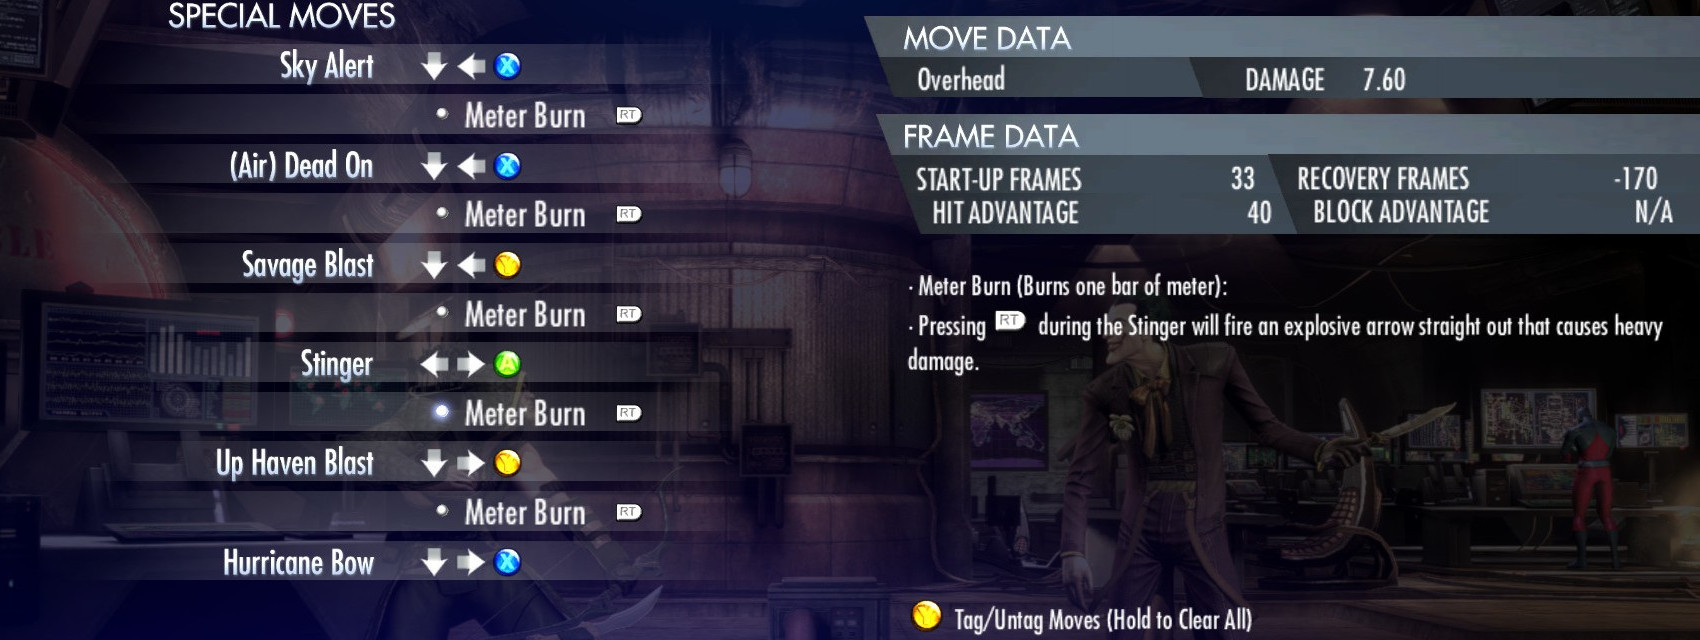 SPECIAL MOVES
Sky Alert X
Meter Burn RT
(Air) Dead On X
Meter Burn RT
Savage Blast Y
Meter Burn RT
Stinger A
Meter Burn RT
Up Haven Blast Y
Meter Burn RT
Hurricane Bow X
MOVE DATA
Overhead DAMAGE 7.60
FRAME DATA
START-UP FRAMES 33 RECOVERY FRAMES -170
HIT ADVANTAGE 40 BLOCK ADVANTAGE N/A
· Meter Burn (Burns one bar of meter):
· Pressing RT during the Stinger will fire an explosive arrow straight out that causes heavy
damage.
Y Tag/Untag Moves (Hold to Clear All)